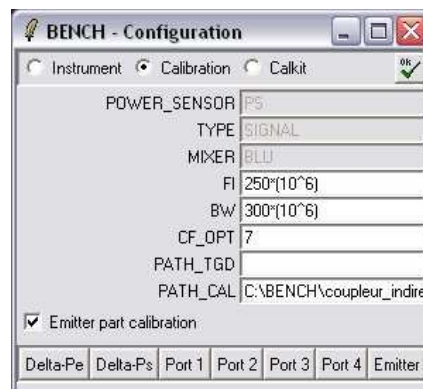 BENCH - Configuration
Instrument Calibration Calkit OK
POWER_SENSOR PS
TYPE SIGNAL
MIXER BLU
FI 250*(10^6)
BW 300*(10^6)
CF_OPT 7
PATH_TGD
PATH_CAL C:\BENCH\coupleur_indire
Emitter part calibration
Delta-Pe Delta-Ps Port 1 Port 2 Port 3 Port 4 Emitter